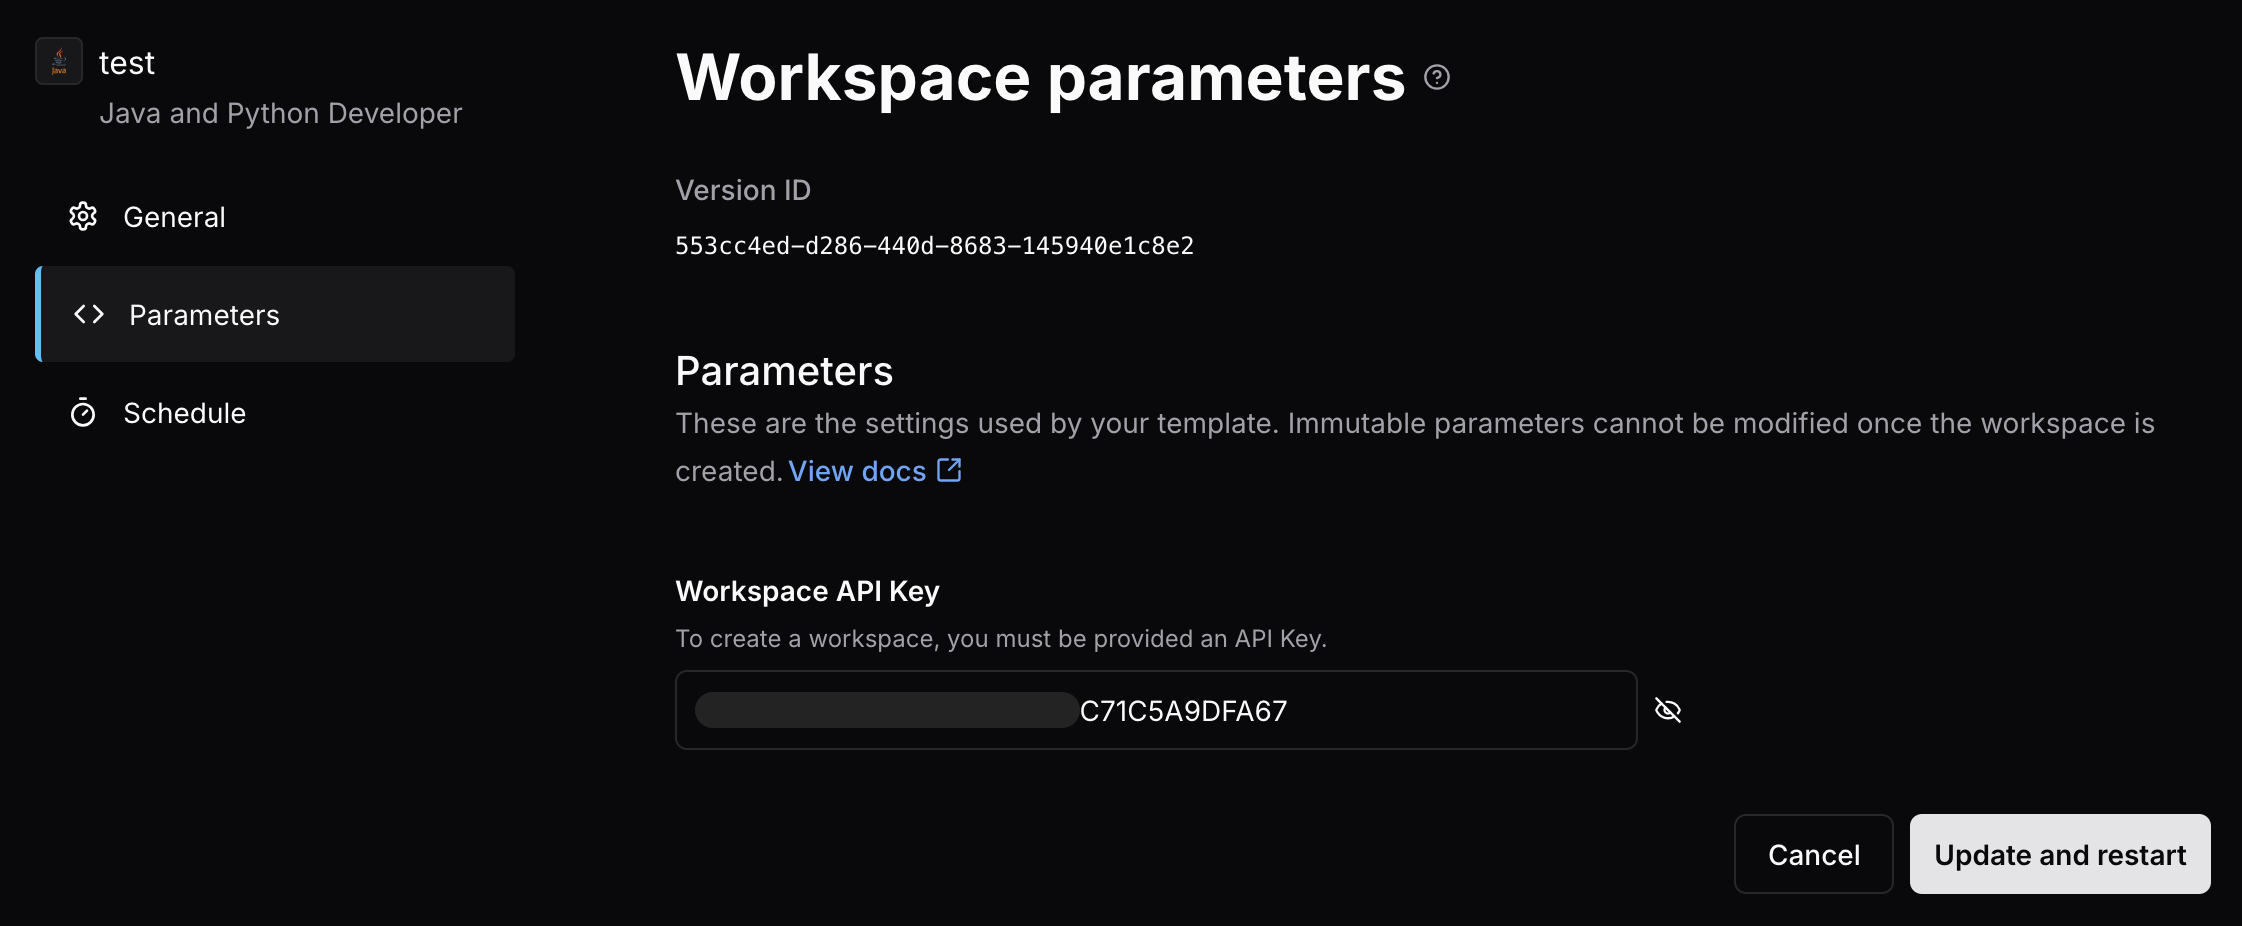 test
Java and Python Developer
General
Parameters
Schedule
Workspace parameters
Version ID
553cc4ed-d286-440d-8683-145940e1c8e2
Parameters
These are the settings used by your template. Immutable parameters cannot be modified once the workspace is
created. View docs
Workspace API Key
To create a workspace, you must be provided an API Key.
C71C5A9DFA67
Cancel
Update and restart